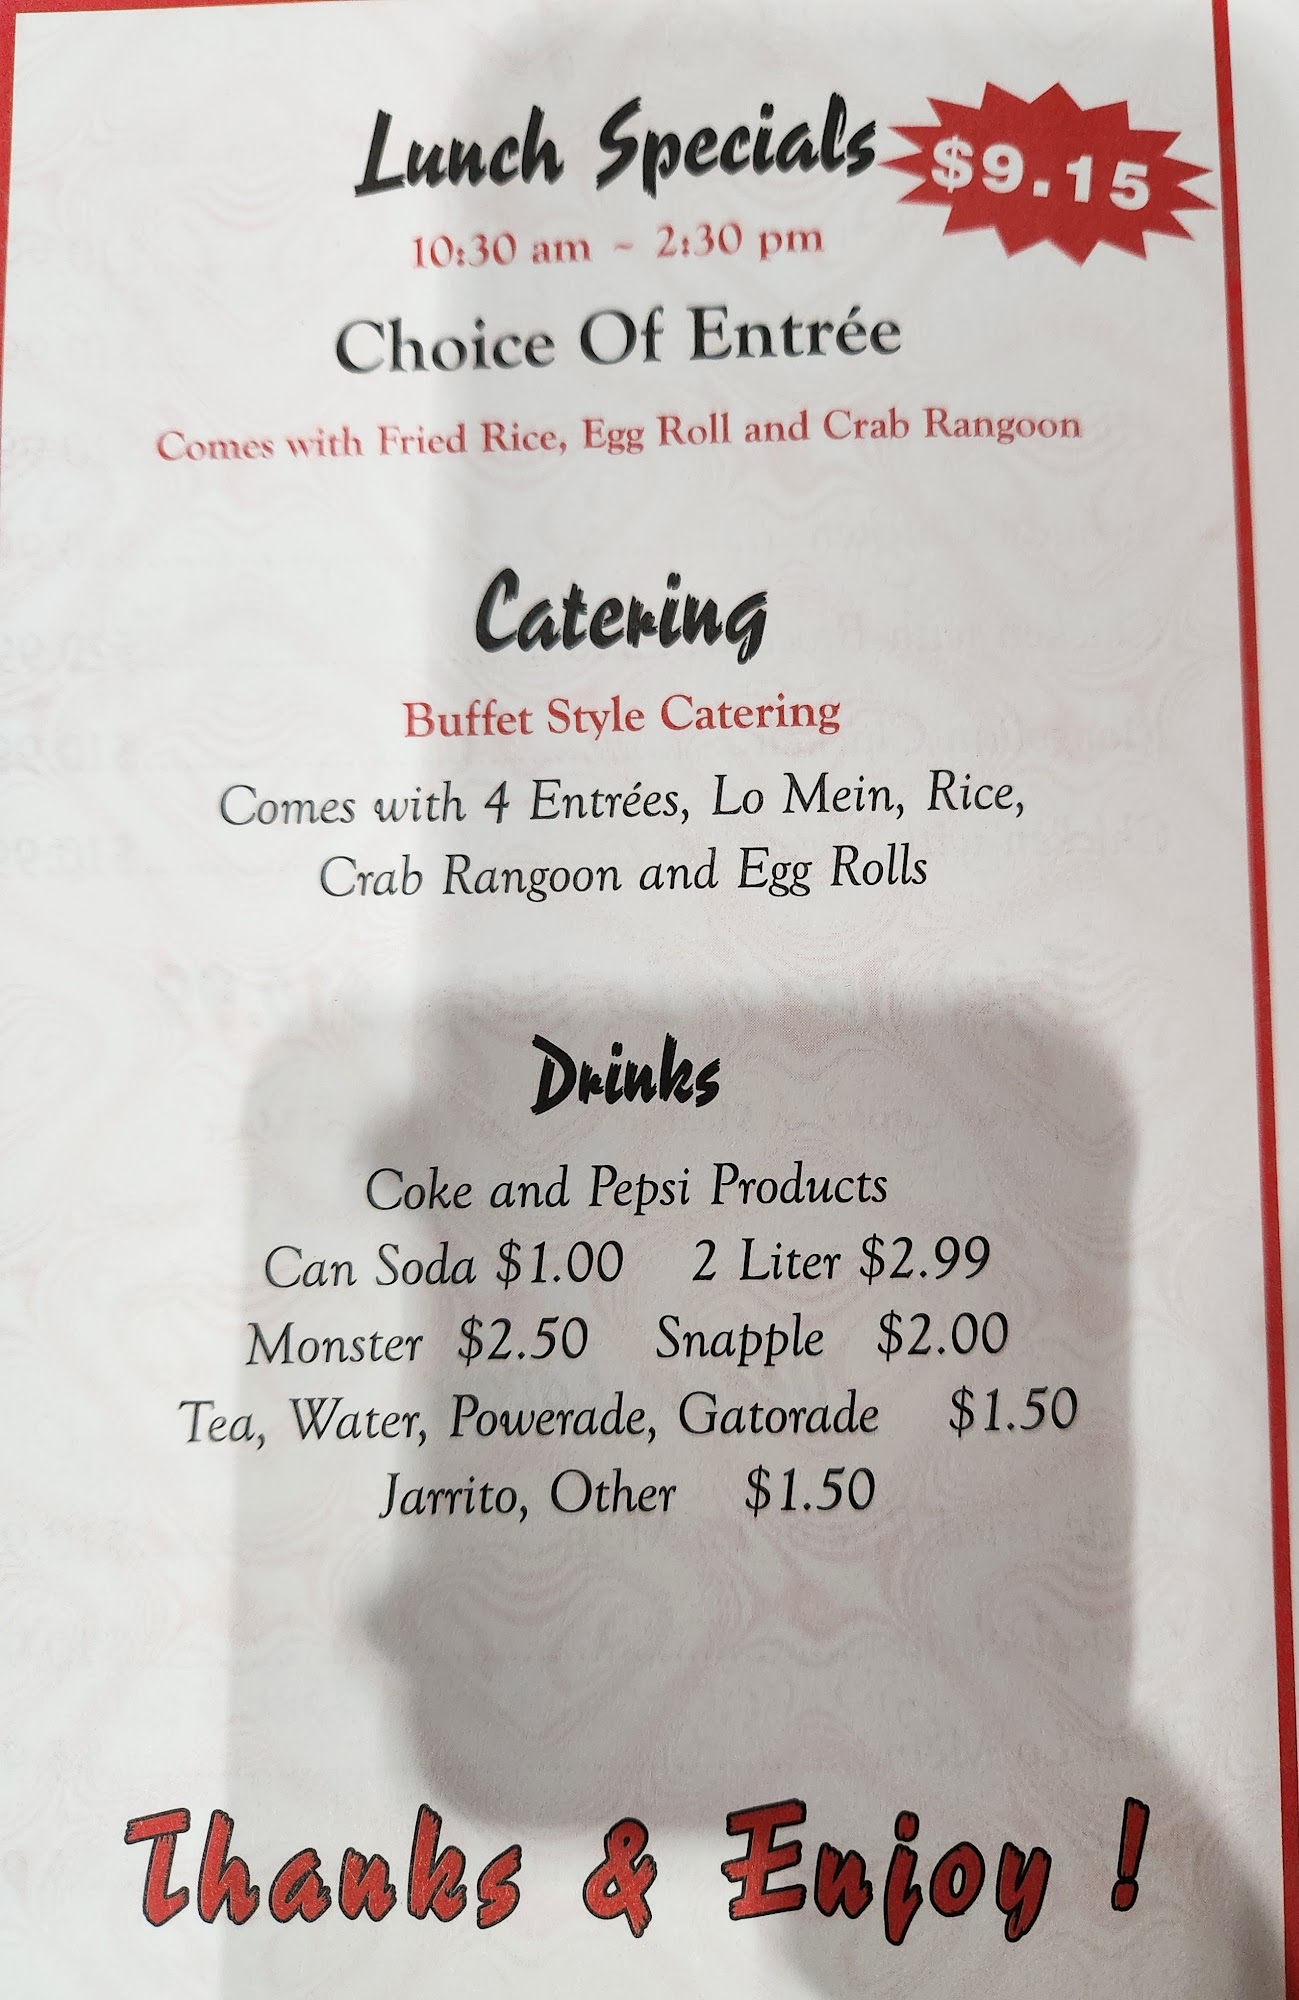 Lunch Specials $9.15
10:30 am ~ 2:30 pm
Choice Of Entrée
Comes with Fried Rice, Egg Roll and Crab Rangoon
Catering
Buffet Style Catering
Comes with 4 Entrées, Lo Mein, Rice,
Crab Rangoon and Egg Rolls
Drinks
Coke and Pepsi Products
Can Soda $1.00 2 Liter $2.99
Monster $2.50 Snapple $2.00
Tea, Water, Powerade, Gatorade $1.50
Jarrito, Other $1.50
Thanks & Enjoy !